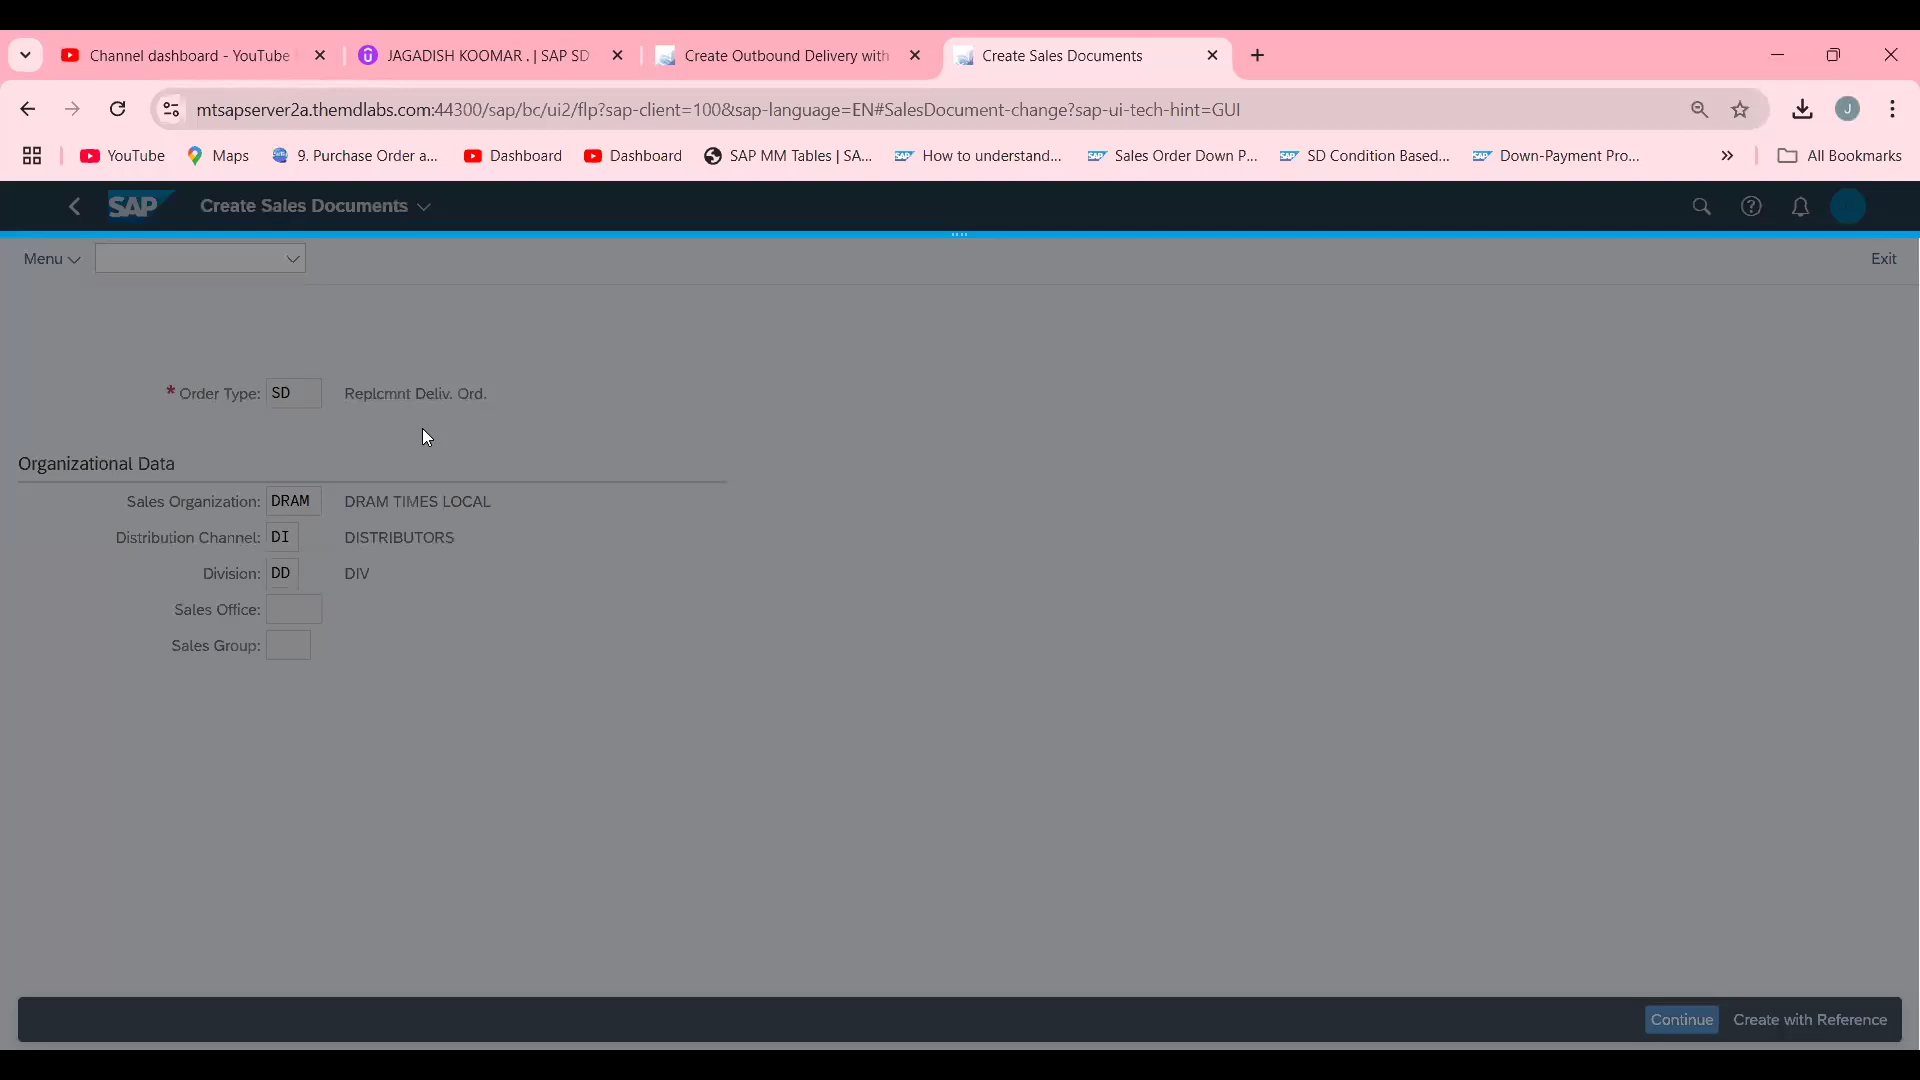 Channel dashboard - YouTube
JAGADISH KOOMAR . | SAP SD
Create Outbound Delivery with
Create Sales Documents
mtsapserver2a.themdlabs.com:44300/sap/bc/ui2/flp?sap-client=100&sap-language=EN#SalesDocument-change?sap-ui-tech-hint=GUI
J
YouTube
Maps
9. Purchase Order a...
Dashboard
Dashboard
SAP MM Tables | SA...
How to understand...
Sales Order Down P...
SD Condition Based...
Down-Payment Pro...
All Bookmarks
SAP
Create Sales Documents
Menu
Exit
* Order Type: SD Replcmnt Deliv. Ord.
Organizational Data
Sales Organization: DRAM DRAM TIMES LOCAL
Distribution Channel: DI DISTRIBUTORS
Division: DD DIV
Sales Office:
Sales Group:
Continue
Create with Reference